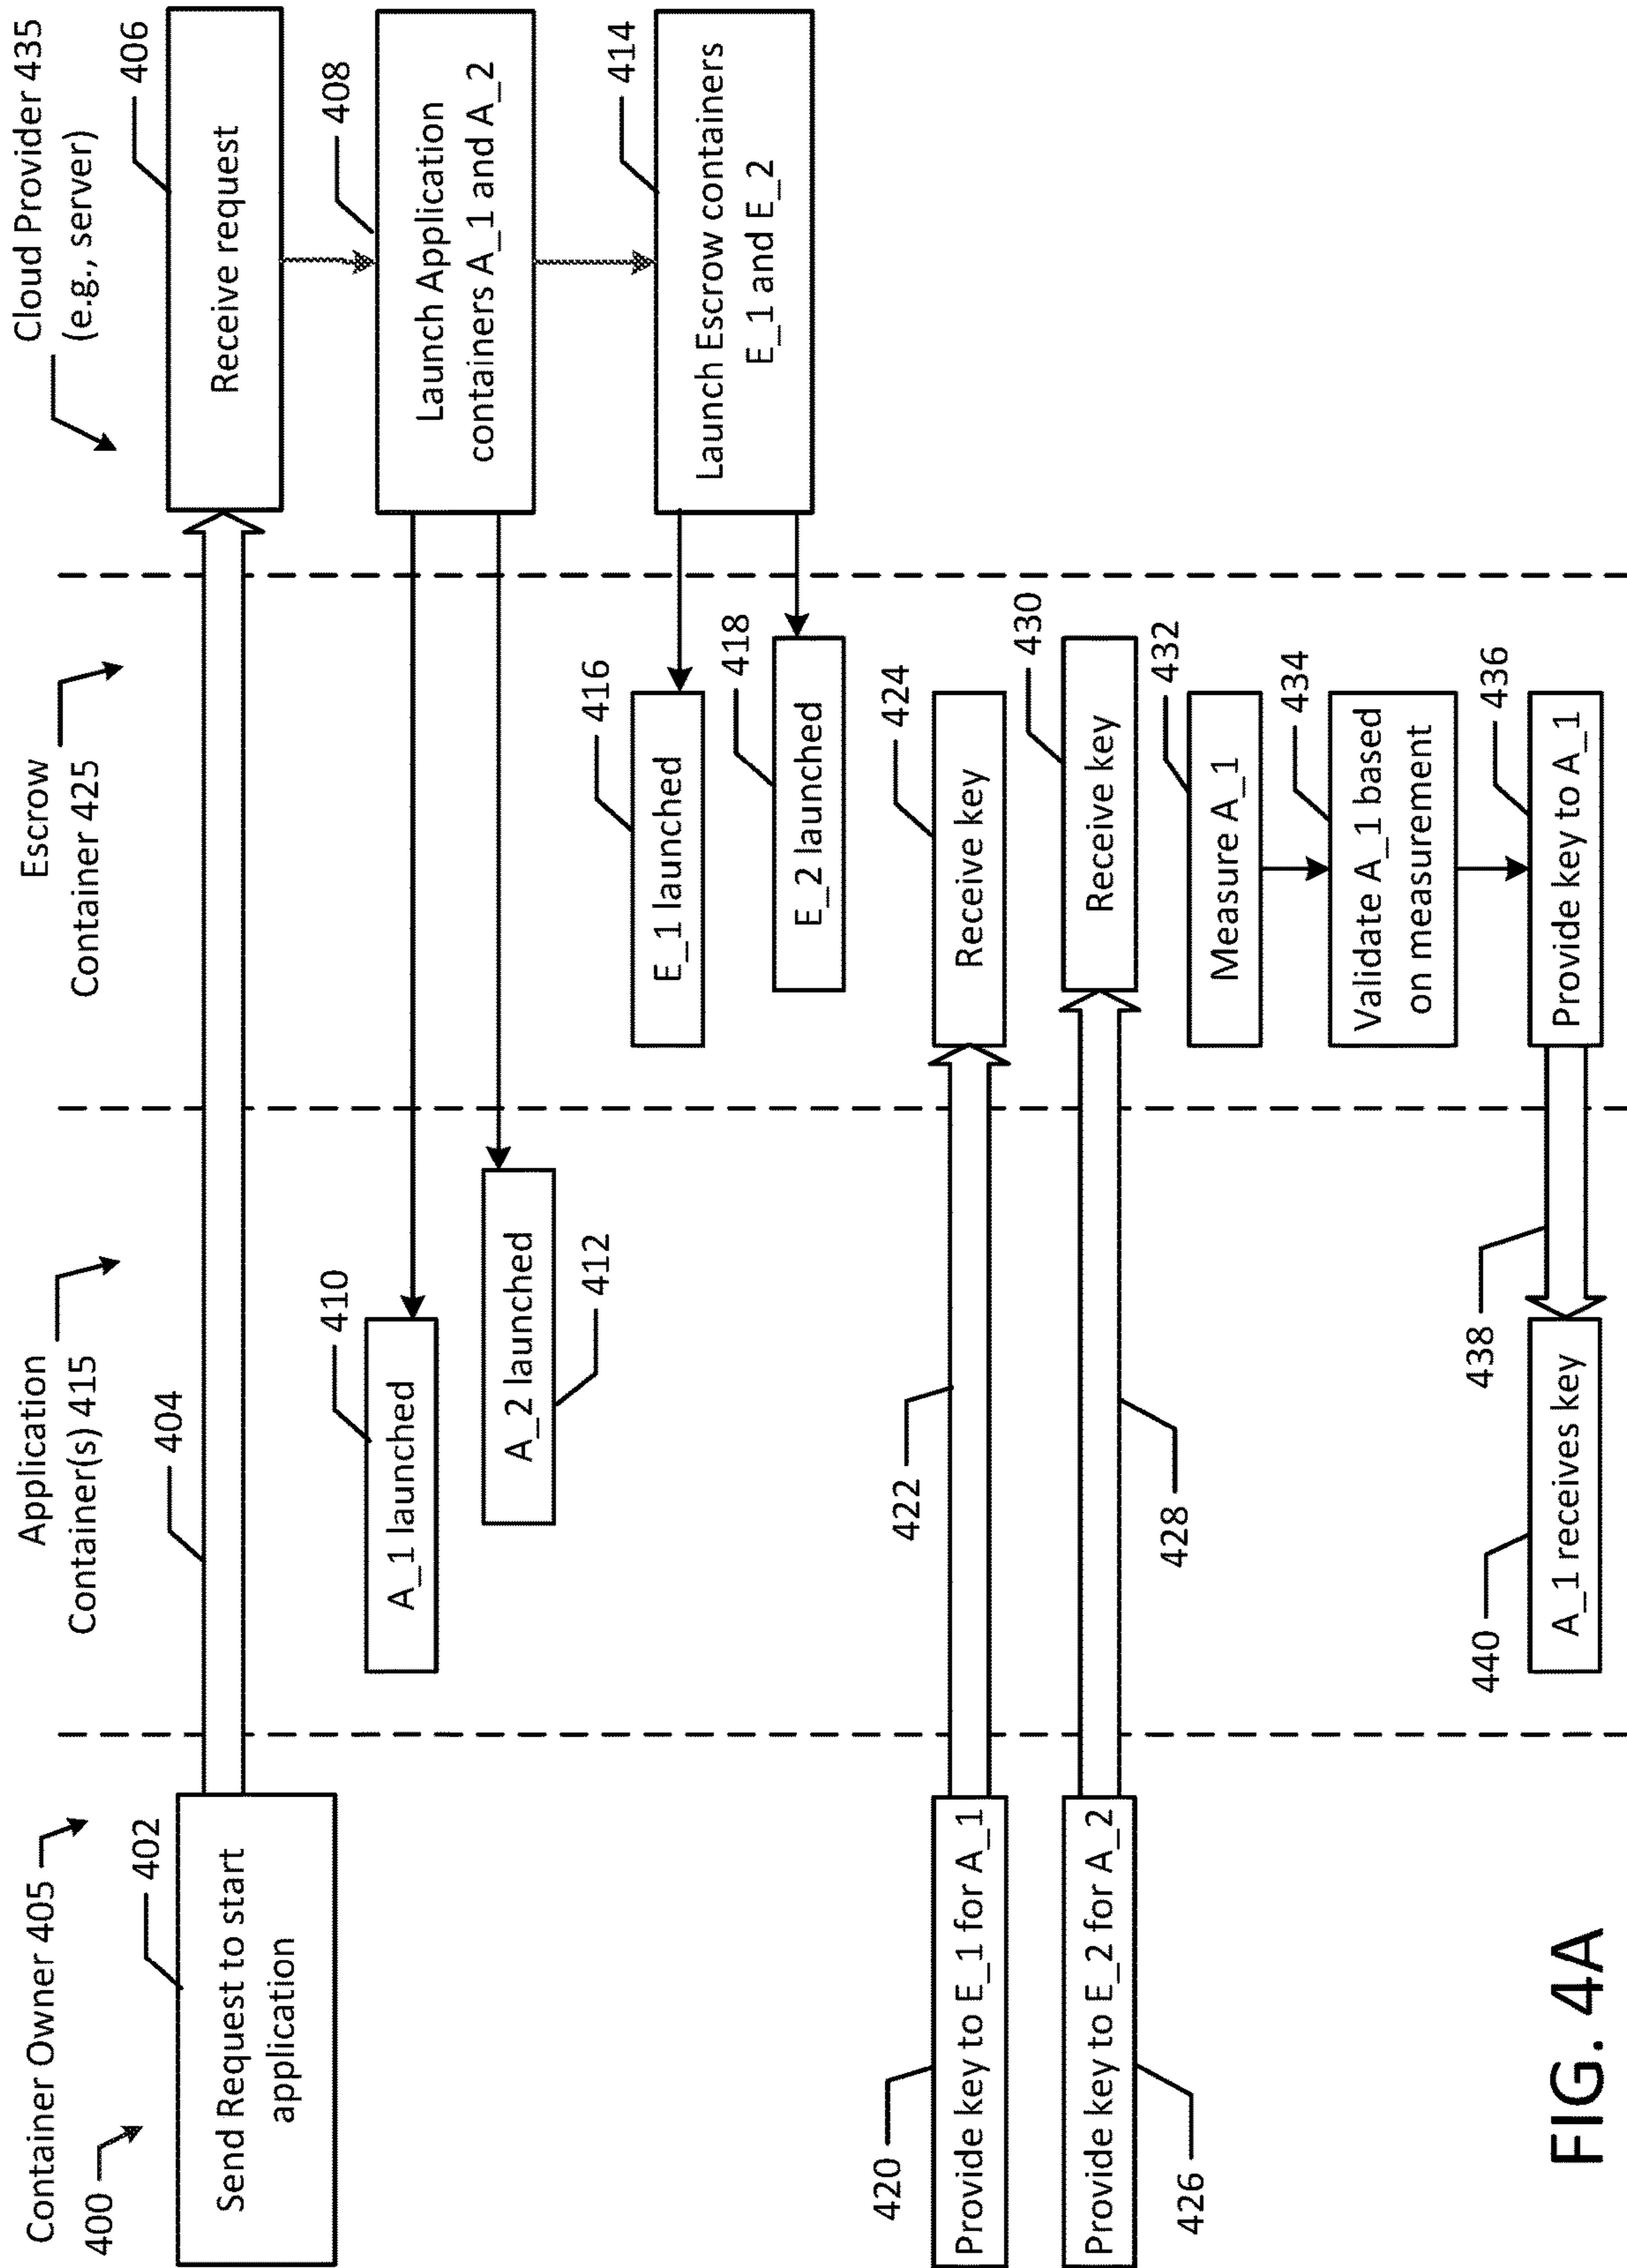 Container Owner 405
Application
Container(s) 415
Escrow
Container 425
Cloud Provider 435
(e.g., server)
400
402
Send Request to start
application
404
406
Receive request
408
Launch Application
containers A_1 and A_2
410
A_1 launched
A_2 launched
412
414
Launch Escrow containers
E_1 and E_2
416
E_1 launched
418
E_2 launched
420
Provide key to E_1 for A_1
422
424
Receive key
Provide key to E_2 for A_2
426
428
430
Receive key
432
Measure A_1
434
Validate A_1 based
on measurement
436
Provide key to A_1
438
440
A_1 receives key
FIG. 4A